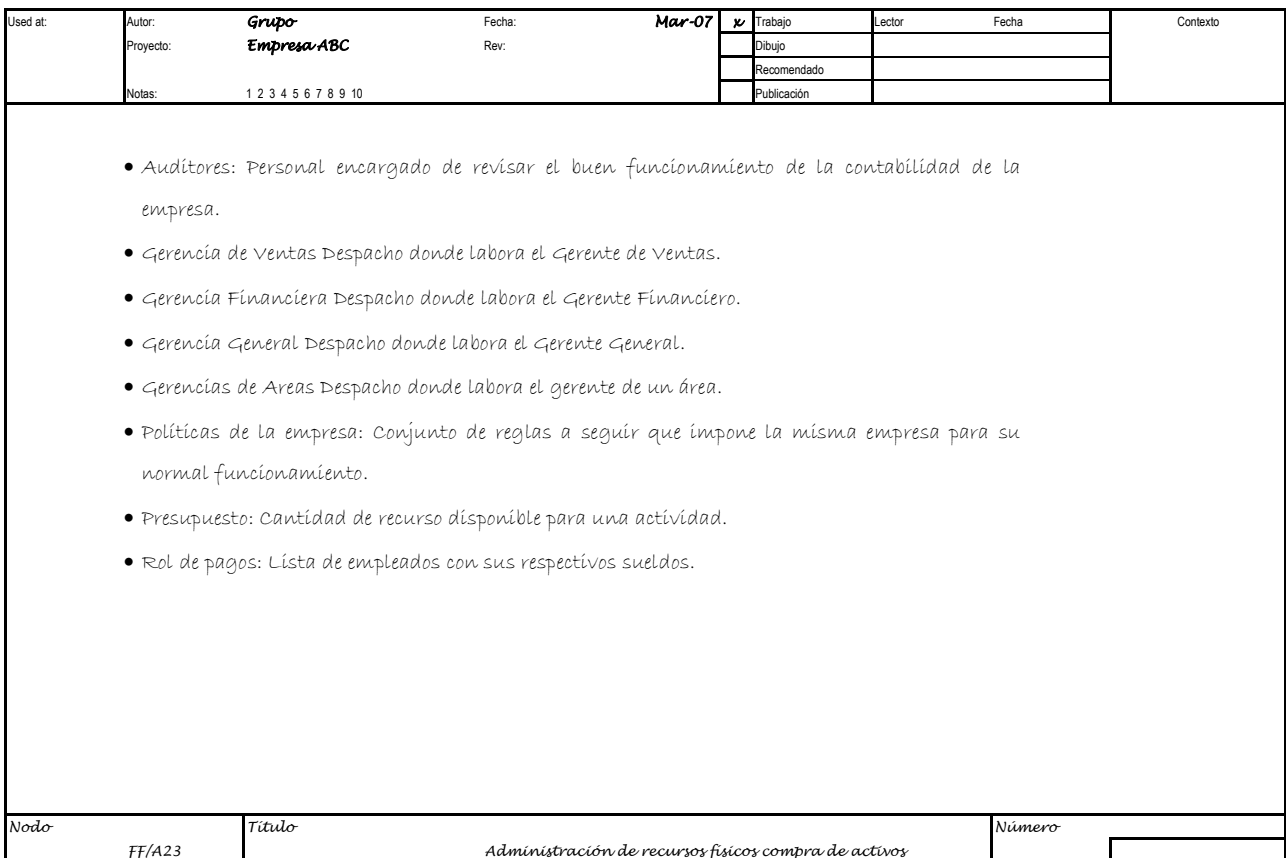 Used at: Autor: Grupo Fecha: Mar-07 x Trabajo Lector Fecha Contexto
Proyecto: Empresa ABC Rev: Dibujo
Recomendado
Notas: 1 2 3 4 5 6 7 8 9 10 Publicación
• Auditores: Personal encargado de revisar el buen funcionamiento de la contabilidad de la
empresa.
• Gerencia de Ventas Despacho donde labora el Gerente de Ventas.
• Gerencia Financiera Despacho donde labora el Gerente Financiero.
• Gerencia General Despacho donde labora el Gerente General.
• Gerencias de Areas Despacho donde labora el gerente de un área.
• Políticas de la empresa: Conjunto de reglas a seguir que impone la misma empresa para su
normal funcionamiento.
• Presupuesto: Cantidad de recurso disponible para una actividad.
• Rol de pagos: Lista de empleados con sus respectivos sueldos.
Nodo Título Número
FF/A23 Administración de recursos físicos compra de activos